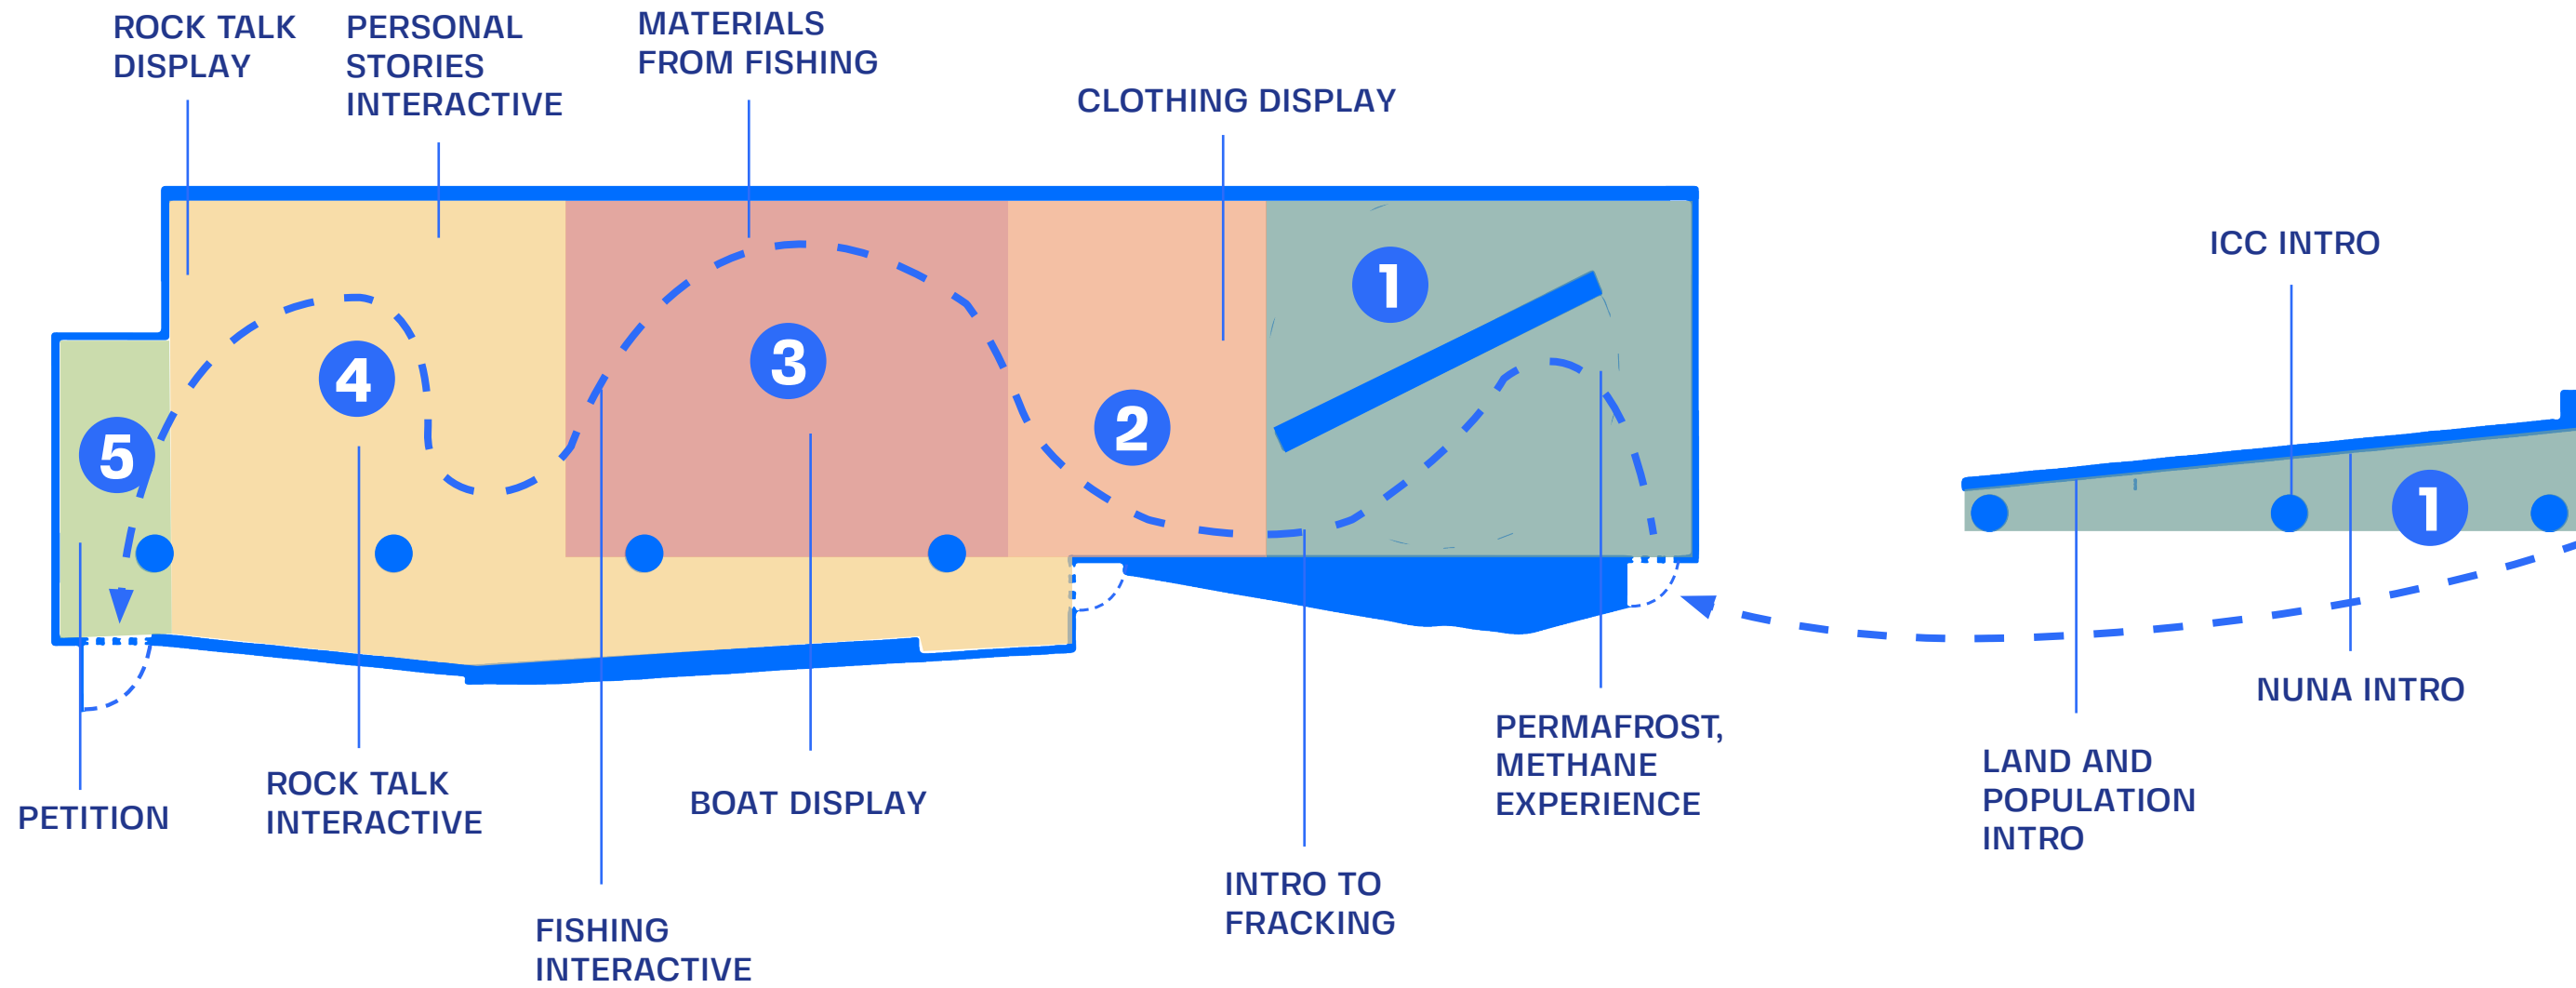 ROCK TALK
DISPLAY
PERSONAL
STORIES
INTERACTIVE
MATERIALS
FROM FISHING
CLOTHING DISPLAY
ICC INTRO
1
3
4
2
5
1
NUNA INTRO
PERMAFROST,
METHANE
EXPERIENCE
LAND AND
POPULATION
INTRO
PETITION
ROCK TALK
INTERACTIVE
BOAT DISPLAY
INTRO TO
FRACKING
FISHING
INTERACTIVE